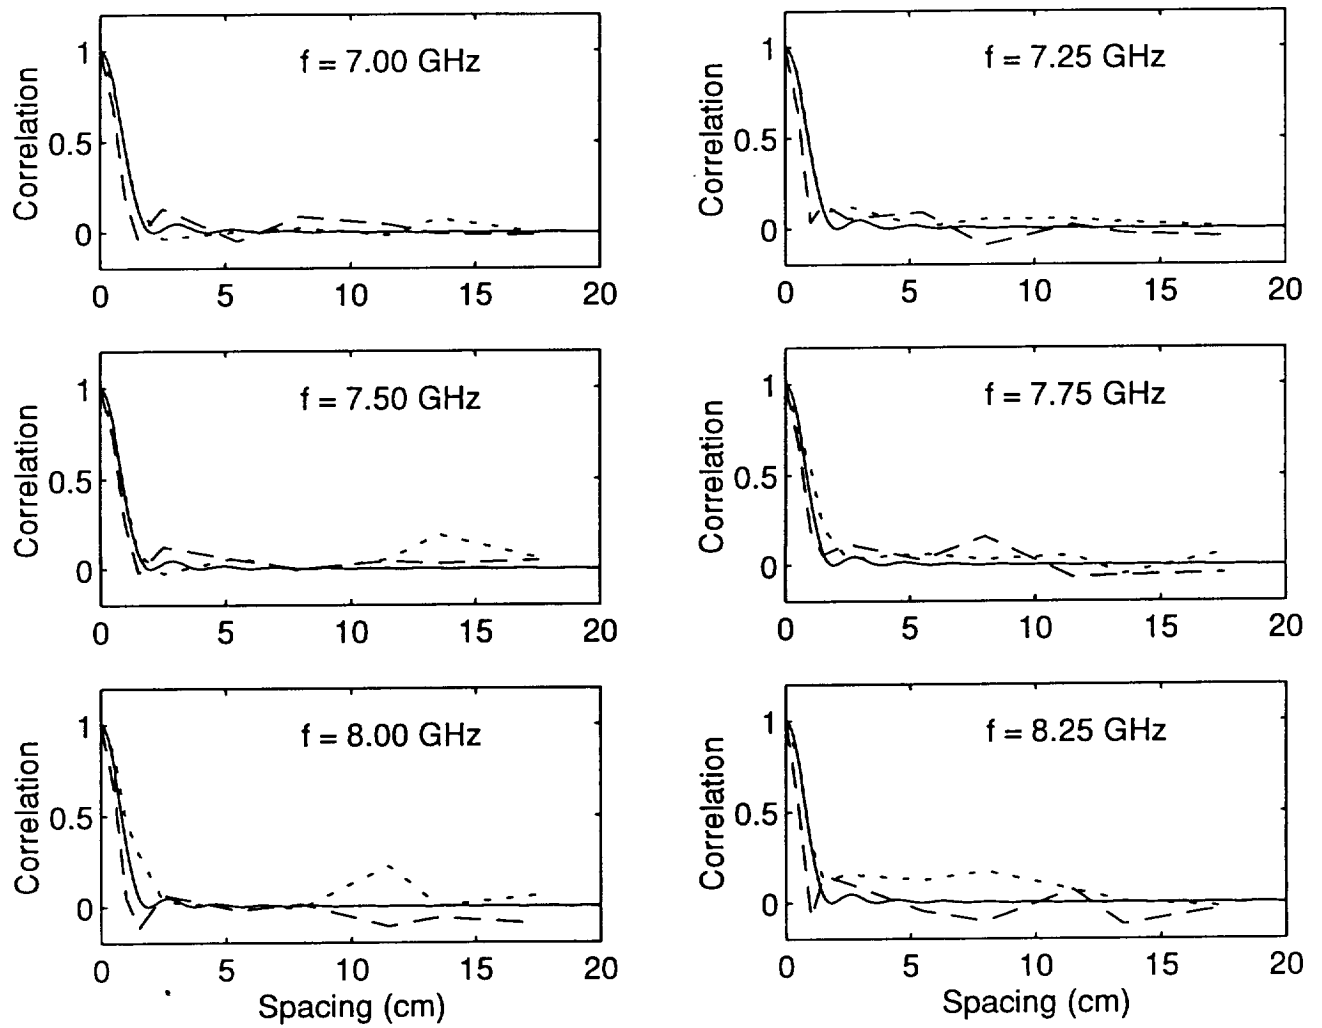 f = 7.00 GHz
Correlation
1
0.5
0
0 5 10 15 20
f = 7.25 GHz
Correlation
1
0.5
0
0 5 10 15 20
f = 7.50 GHz
Correlation
1
0.5
0
0 5 10 15 20
f = 7.75 GHz
Correlation
1
0.5
0
0 5 10 15 20
f = 8.00 GHz
Correlation
1
0.5
0
0 5 10 15 20
Spacing (cm)
f = 8.25 GHz
Correlation
1
0.5
0
0 5 10 15 20
Spacing (cm)